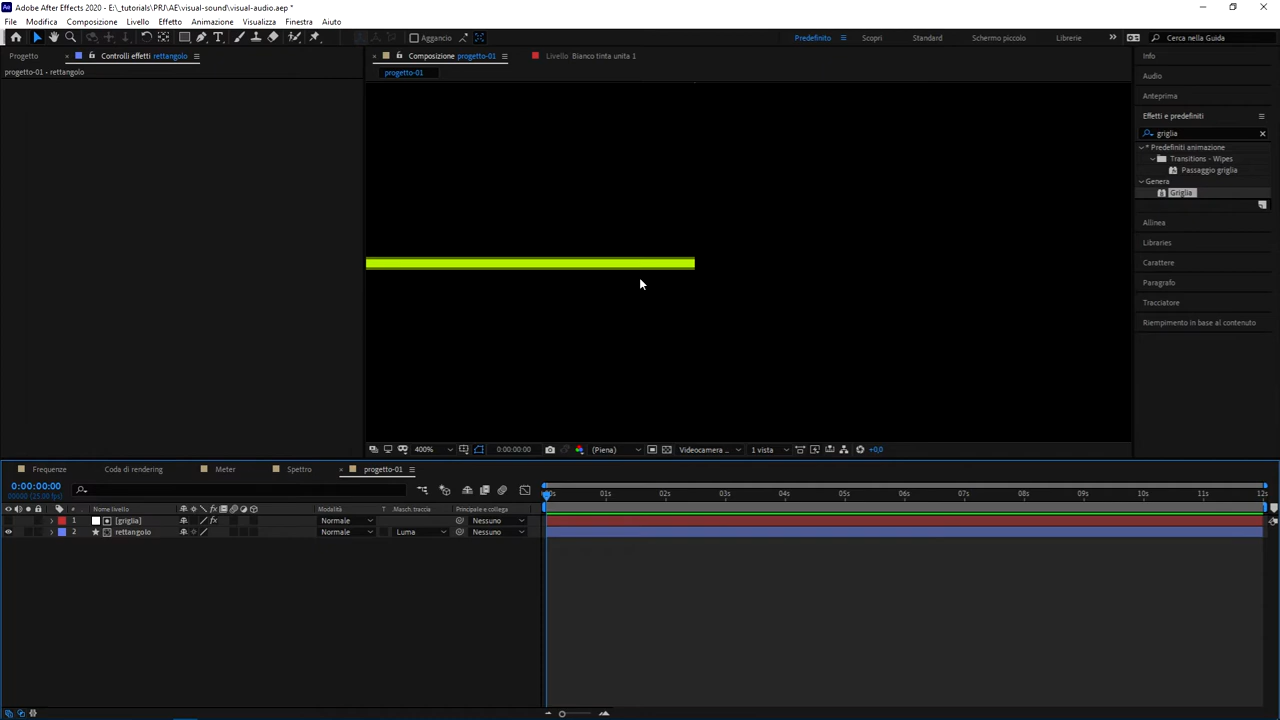 Adobe After Effects 2020 - E:\_tutorials\PRJ\AE\visual-sound\visual-audio.aep *
File Modifica Composizione Livello Effetto Animazione Visualizza Finestra Aiuto
Aggancio Predefinito Scopri Standard Schermo piccolo Librerie Cerca nella Guida
Progetto Controlli effetti rettangolo Composizione progetto-01 Livello Bianco tinta unita 1 Info
progetto-01 • rettangolo progetto-01 Audio
Anteprima
Effetti e predefiniti
griglia
* Predefiniti animazione
Transitions - Wipes
Passaggio griglia
Genera
Griglia
Allinea
Libraries
Carattere
Paragrafo
Tracciatore
Riempimento in base al contenuto
400% 0:00:00:00 (Piena) Videocamera ... 1 vista +0,0
Frequenze Coda di rendering Meter Spettro progetto-01
0:00:00:00
00000 (25.00 fps)
:00s 01s 02s 03s 04s 05s 06s 07s 08s 09s 10s 11s 12s
# Nome livello Modalità T Masch. traccia Principale e collega
1 [griglia] Normale Nessuno
2 rettangolo Normale Luma Nessuno